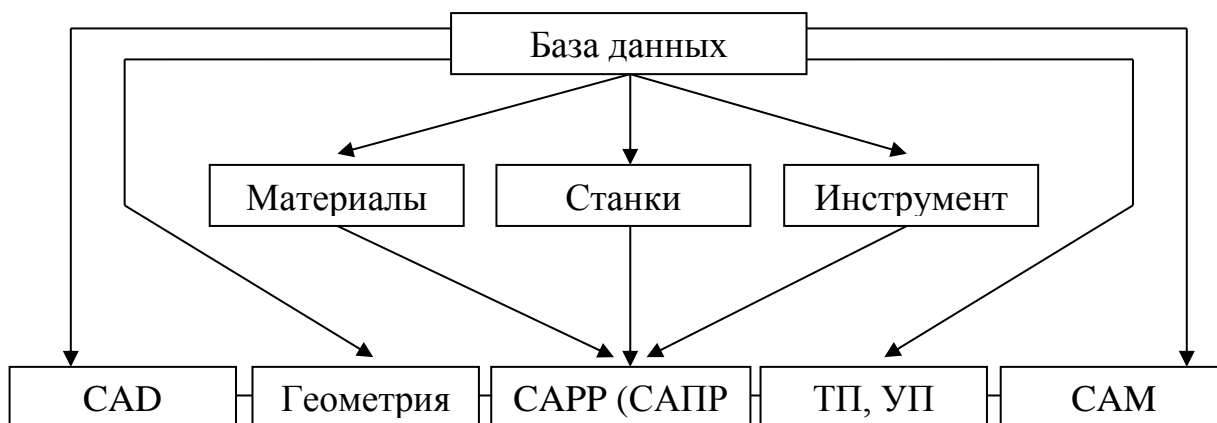 База данных
Материалы
Станки
Инструмент
CAD
Геометрия
CAPP (САПР
ТП, УП
CAM